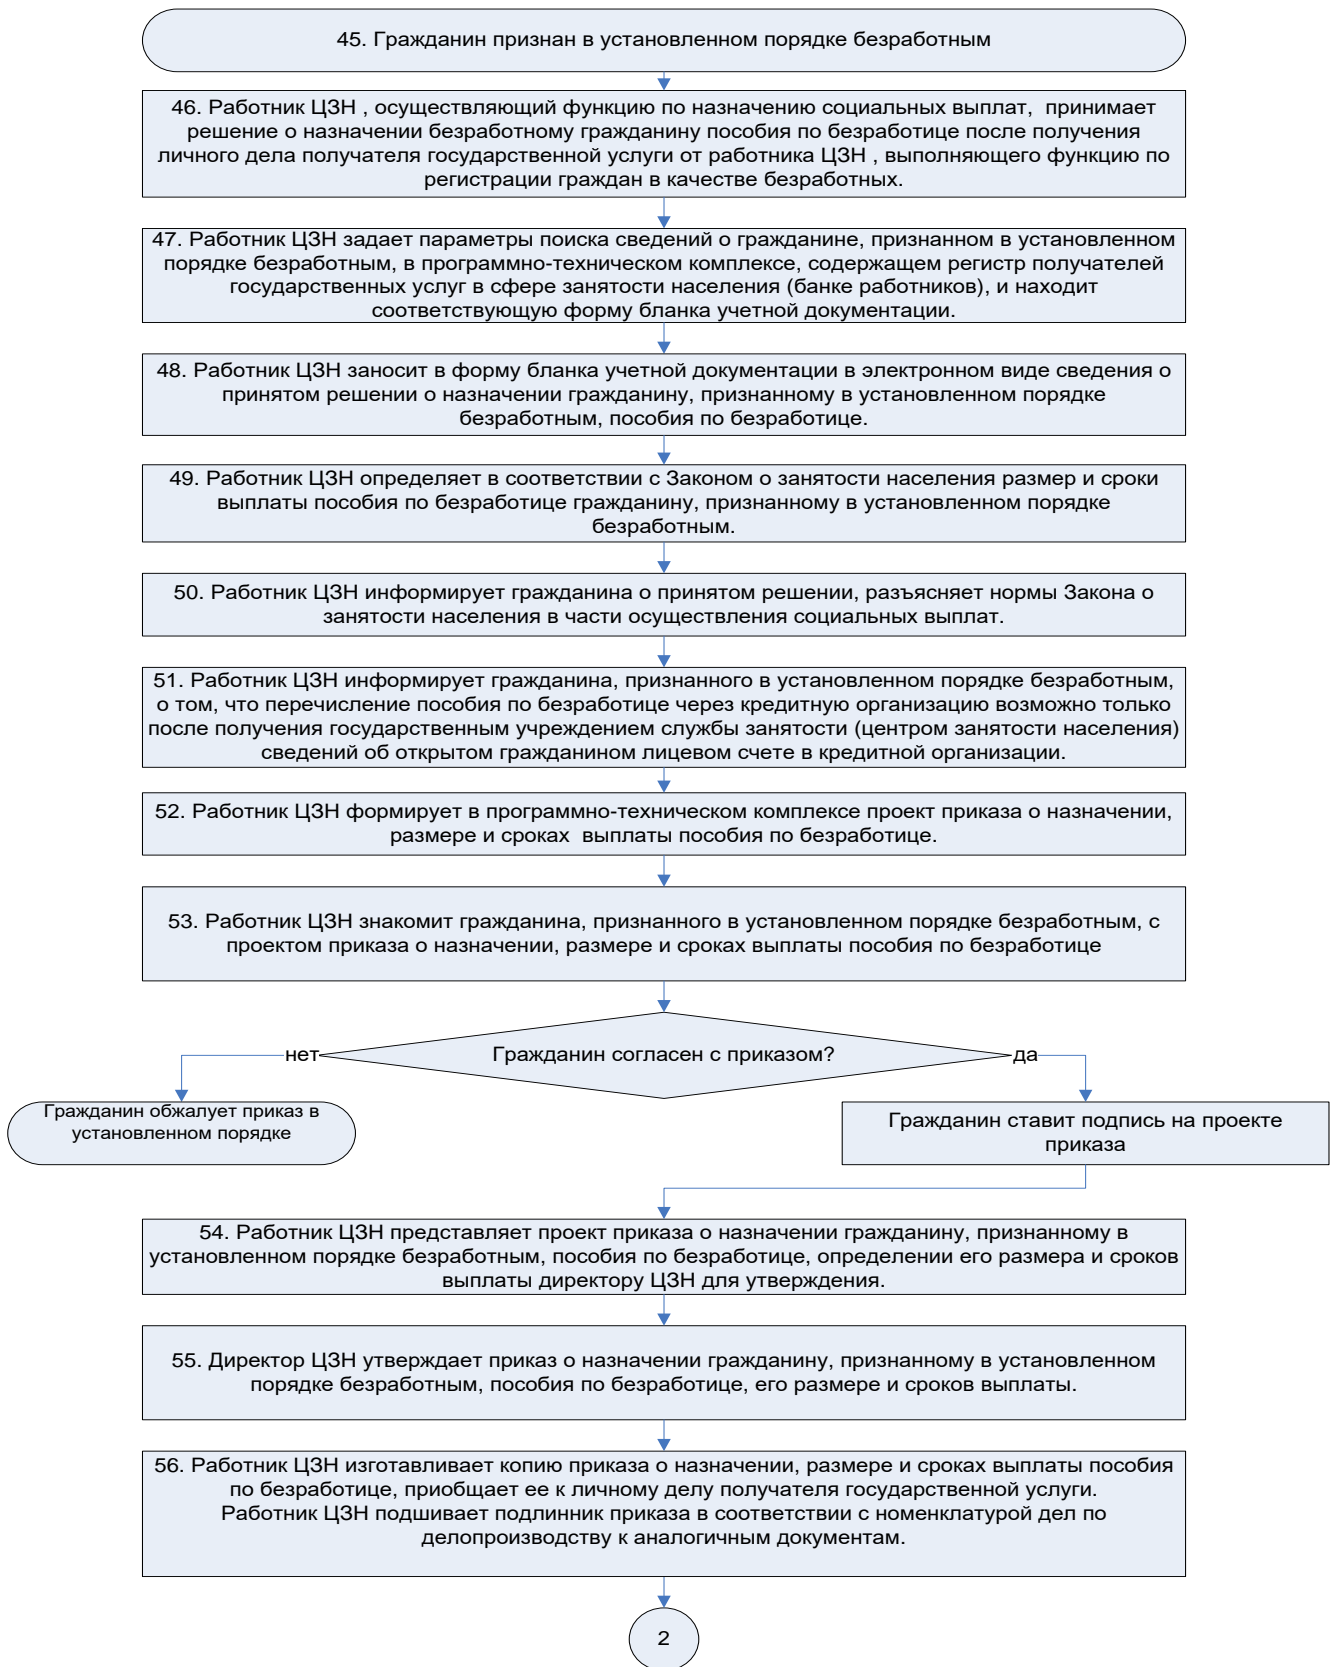 45. Гражданин признан в установленном порядке безработным
46. Работник ЦЗН , осуществляющий функцию по назначению социальных выплат,  принимает
решение о назначении безработному гражданину пособия по безработице после получения
личного дела получателя государственной услуги от работника ЦЗН , выполняющего функцию по
регистрации граждан в качестве безработных.
47. Работник ЦЗН задает параметры поиска сведений о гражданине, признанном в установленном
порядке безработным, в программно-техническом комплексе, содержащем регистр получателей
государственных услуг в сфере занятости населения (банке работников), и находит
соответствующую форму бланка учетной документации.
48. Работник ЦЗН заносит в форму бланка учетной документации в электронном виде сведения о
принятом решении о назначении гражданину, признанному в установленном порядке
безработным, пособия по безработице.
49. Работник ЦЗН определяет в соответствии с Законом о занятости населения размер и сроки
выплаты пособия по безработице гражданину, признанному в установленном порядке
безработным.
50. Работник ЦЗН информирует гражданина о принятом решении, разъясняет нормы Закона о
занятости населения в части осуществления социальных выплат.
51. Работник ЦЗН информирует гражданина, признанного в установленном порядке безработным,
о том, что перечисление пособия по безработице через кредитную организацию возможно только
после получения государственным учреждением службы занятости (центром занятости населения)
сведений об открытом гражданином лицевом счете в кредитной организации.
52. Работник ЦЗН формирует в программно-техническом комплексе проект приказа о назначении,
размере и сроках  выплаты пособия по безработице.
53. Работник ЦЗН знакомит гражданина, признанного в установленном порядке безработным, с
проектом приказа о назначении, размере и сроках выплаты пособия по безработице
нет
Гражданин согласен с приказом?
да
Гражданин обжалует приказ в
установленном порядке
Гражданин ставит подпись на проекте
приказа
54. Работник ЦЗН представляет проект приказа о назначении гражданину, признанному в
установленном порядке безработным, пособия по безработице, определении его размера и сроков
выплаты директору ЦЗН для утверждения.
55. Директор ЦЗН утверждает приказ о назначении гражданину, признанному в установленном
порядке безработным, пособия по безработице, его размере и сроков выплаты.
56. Работник ЦЗН изготавливает копию приказа о назначении, размере и сроках выплаты пособия
по безработице, приобщает ее к личному делу получателя государственной услуги.
Работник ЦЗН подшивает подлинник приказа в соответствии с номенклатурой дел по
делопроизводству к аналогичным документам.
2